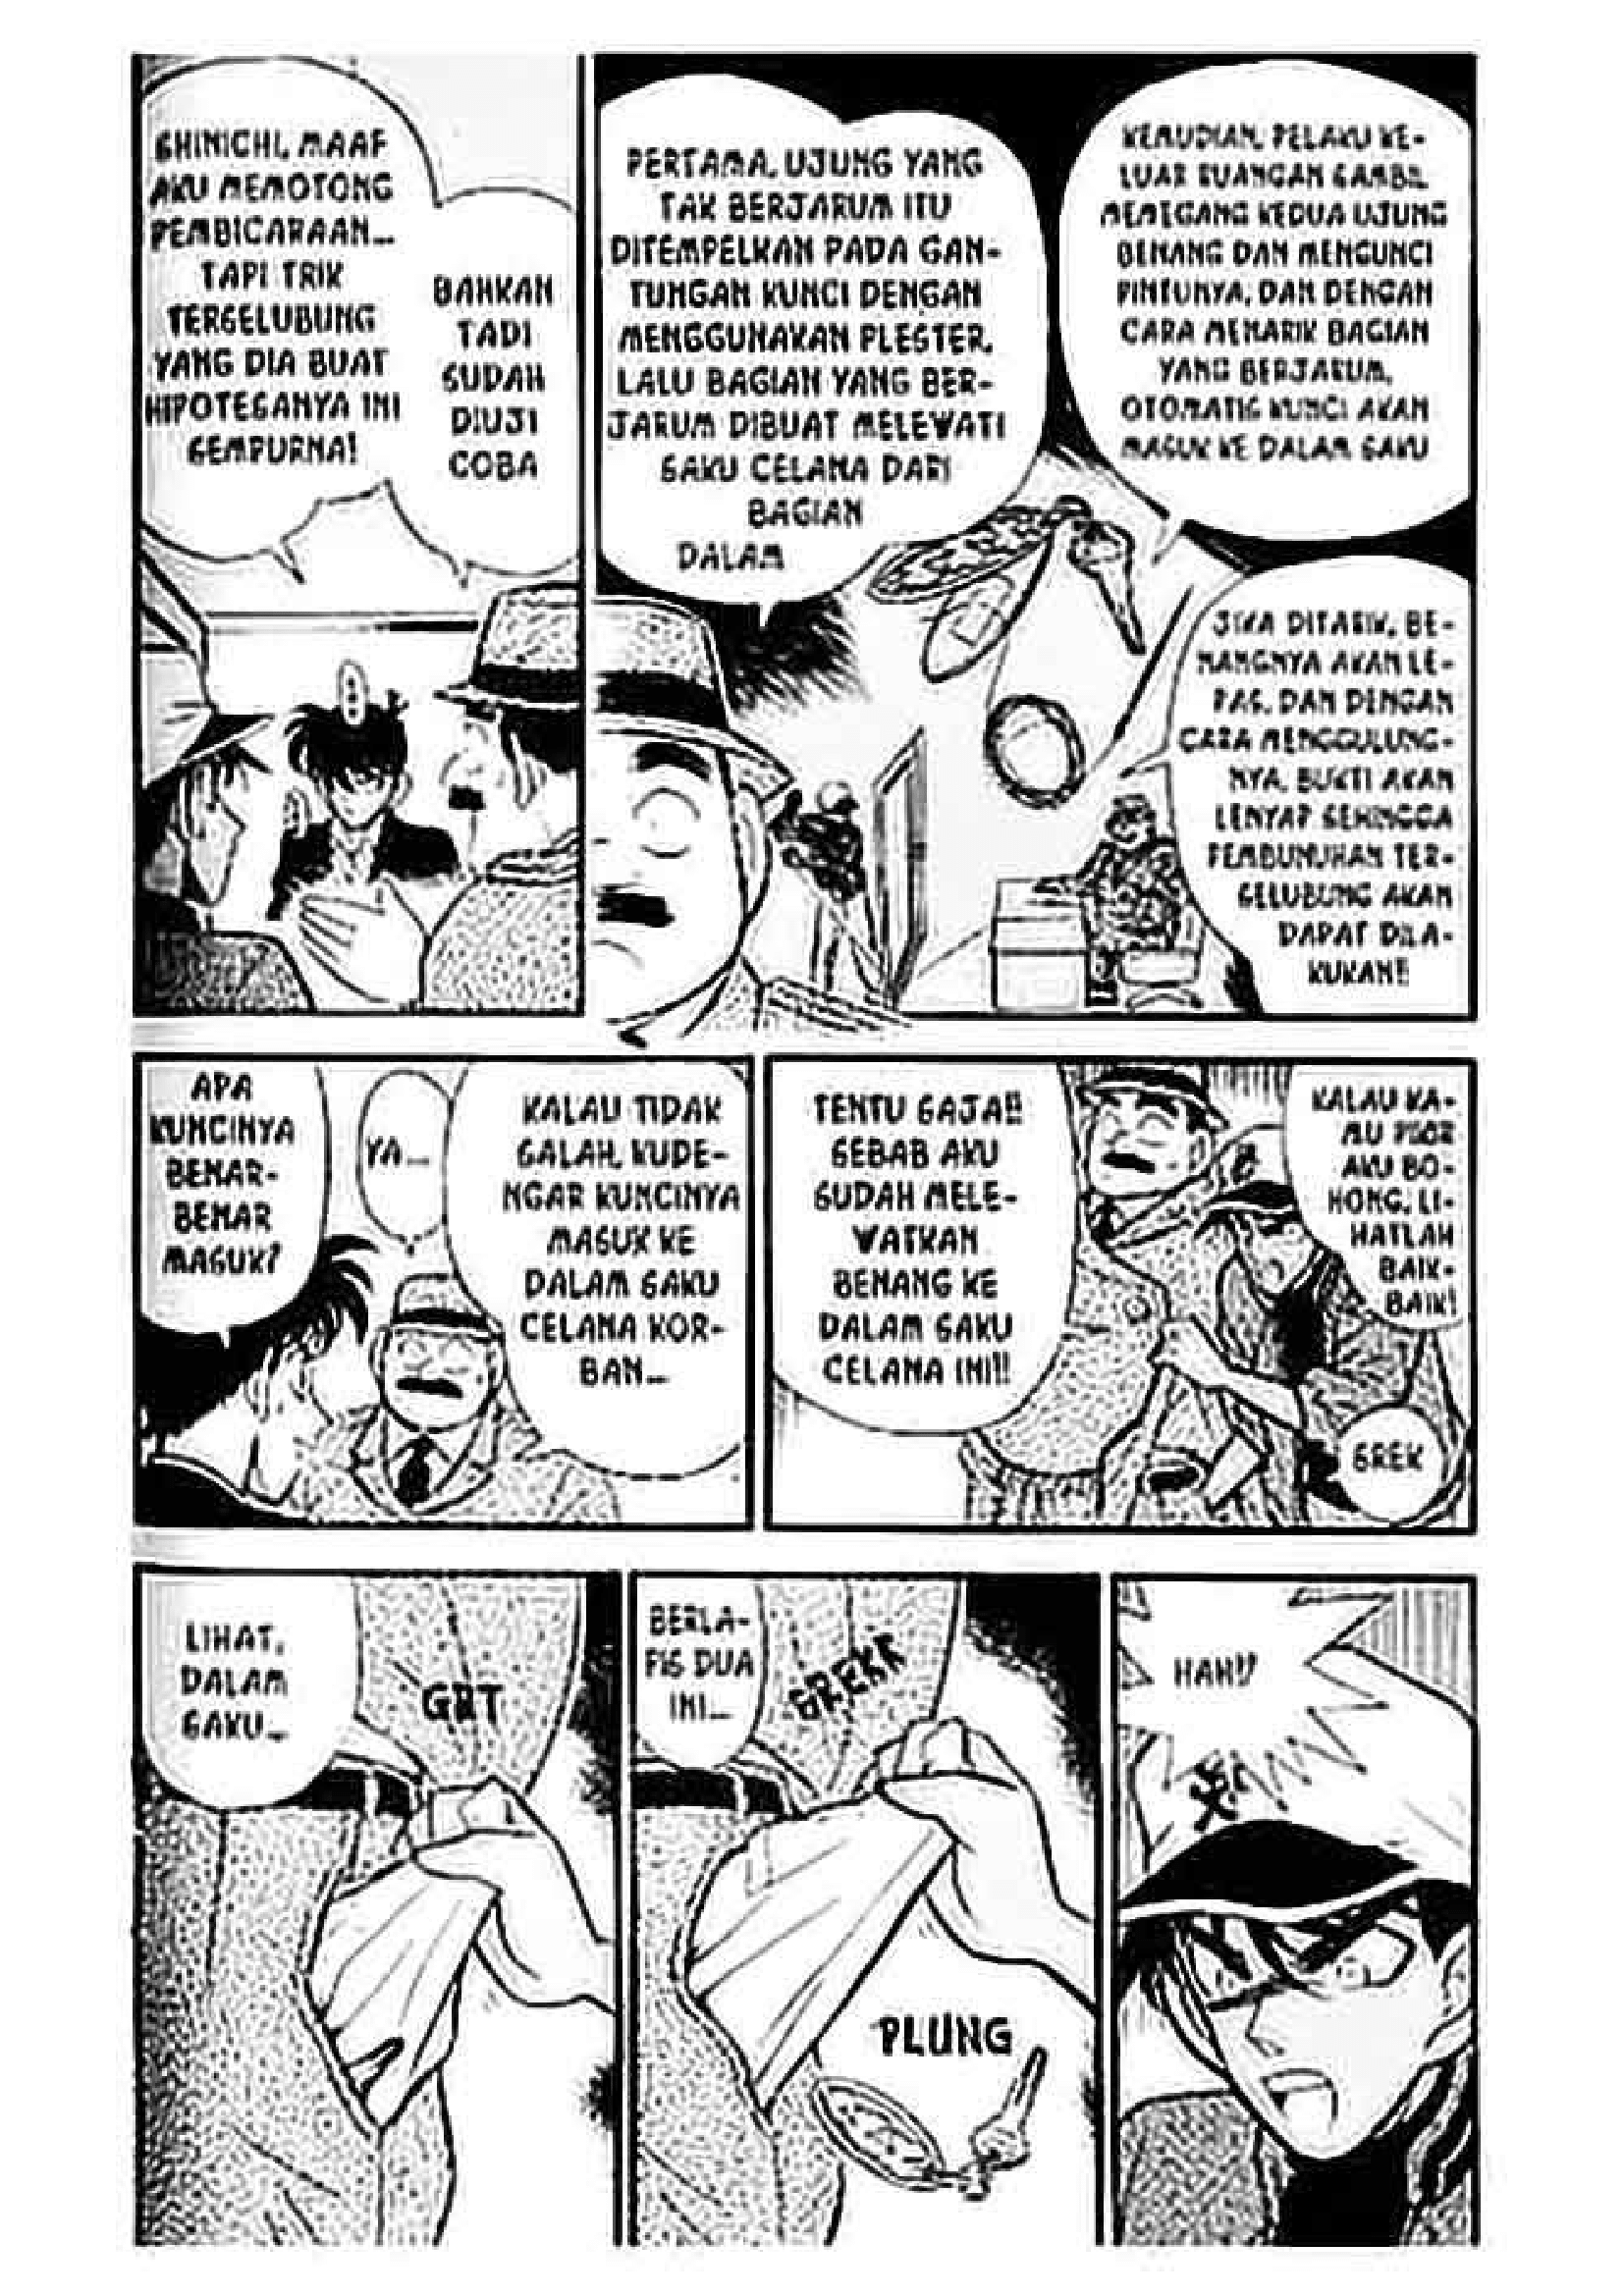 SHINICHI, MAAF
AKU MEMOTONG
PEMBICARAAN...
TAPI TRIK
TERSELUBUNG
YANG DIA BUAT
HIPOTESANYA INI
SEMPURNA!
BAHKAN
TADI
SUDAH
DIUJI
COBA
PERTAMA, UJUNG YANG
TAK BERJARUM ITU
DITEMPELKAN PADA GAN-
TUNGAN KUNCI DENGAN
MENGGUNAKAN PLESTER.
LALU BAGIAN YANG BER-
JARUM DIBUAT MELEWATI
SAKU CELANA DARI
BAGIAN
DALAM
KEMUDIAN, PELAKU KE-
LUAR RUANGAN SAMBIL
MEMEGANG KEDUA UJUNG
BENANG DAN MENGUNCI
PINTUNYA, DAN DENGAN
CARA MENARIK BAGIAN
YANG BERJARUM,
OTOMATIS KUNCI AKAN
MASUK KE DALAM SAKU
JIKA DITARIK, BE-
NANGNYA AKAN LE-
PAS, DAN DENGAN
CARA MENGGULUNG-
NYA, BUKTI AKAN
LENYAP SEHINGGA
PEMBUNUHAN TER-
SELUBUNG AKAN
DAPAT DILA-
KUKAN!!
APA
KUNCINYA
BENAR-
BENAR
MASUK?
YA...
KALAU TIDAK
SALAH, KUDE-
NGAR KUNCINYA
MASUK KE
DALAM SAKU
CELANA KOR-
BAN...
TENTU SAJA!!
SEBAB AKU
SUDAH MELE-
WATKAN
BENANG KE
DALAM SAKU
CELANA INI!!
KALAU KA-
MU PIKIR
AKU BO-
HONG, LI-
HATLAH
BAIK-
BAIK!
SREK
LIHAT,
DALAM
SAKU...
GRT
BERLA-
PIS DUA
INI...
GREKK
PLUNG
HAH!!